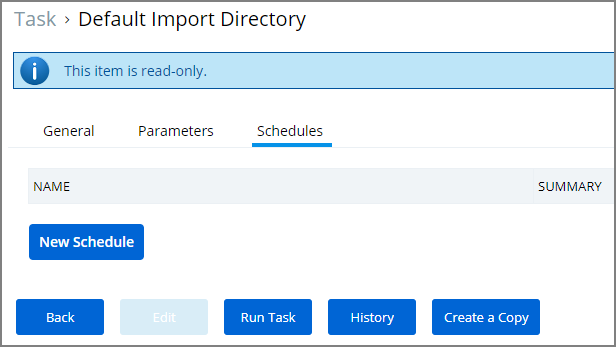 Task › Default Import Directory
i This item is read-only.
General Parameters Schedules
NAME SUMMARY
New Schedule
Back Edit Run Task History Create a Copy